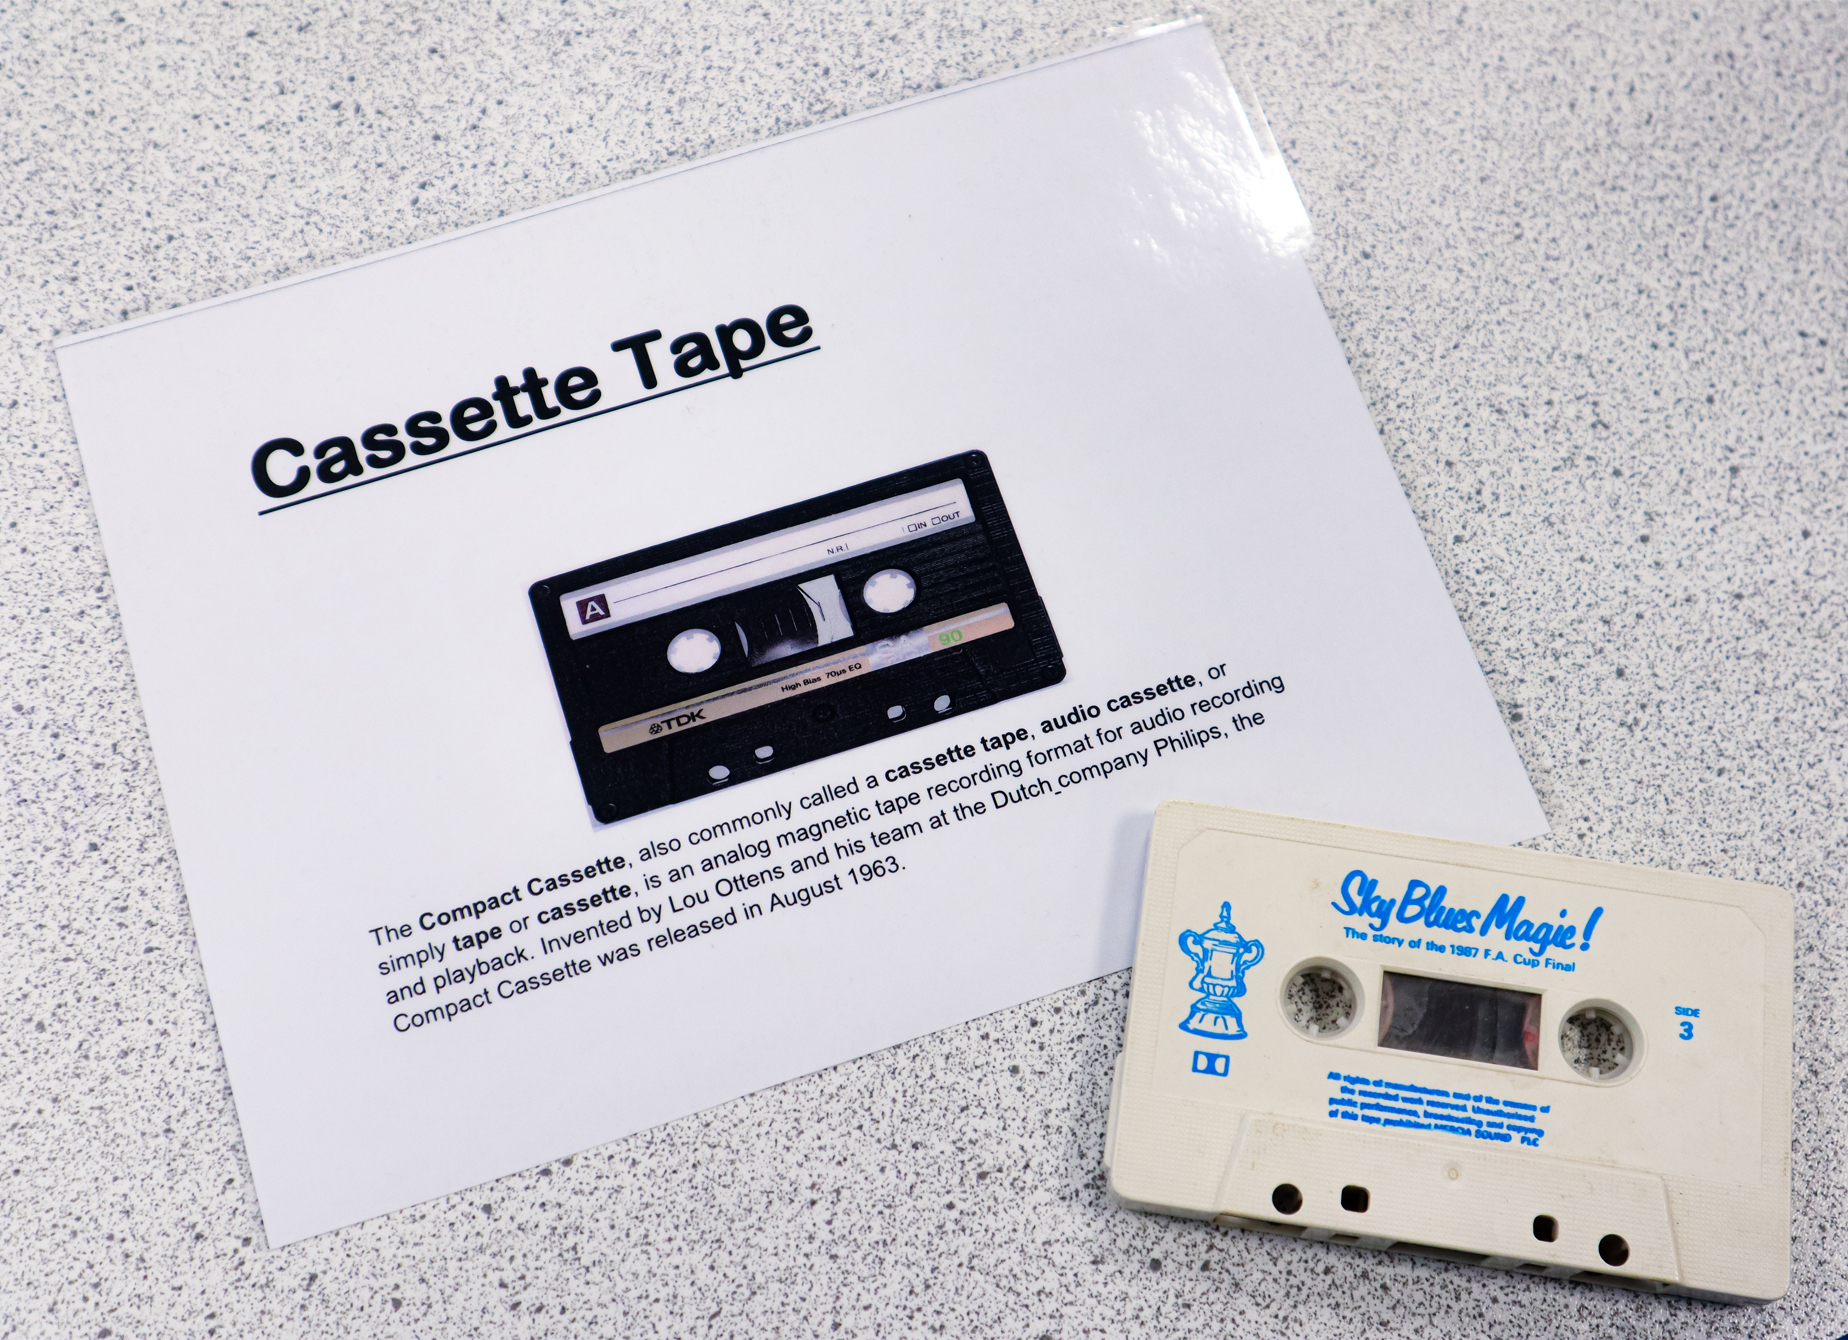 Cassette Tape
A
N.R.
IN OUT
90
High Bias 70µs EQ
TDK
The Compact Cassette, also commonly called a cassette tape, audio cassette, or
simply tape or cassette, is an analog magnetic tape recording format for audio recording
and playback. Invented by Lou Ottens and his team at the Dutch company Philips, the
Compact Cassette was released in August 1963.
Sky Blues Magic!
The story of the 1987 F.A. Cup Final
SIDE
3
All rights of manufacturers and of the owners of
the recorded work reserved. Unauthorised
public performance, broadcasting and copying
of this tape prohibited MERCIA SOUND PLC